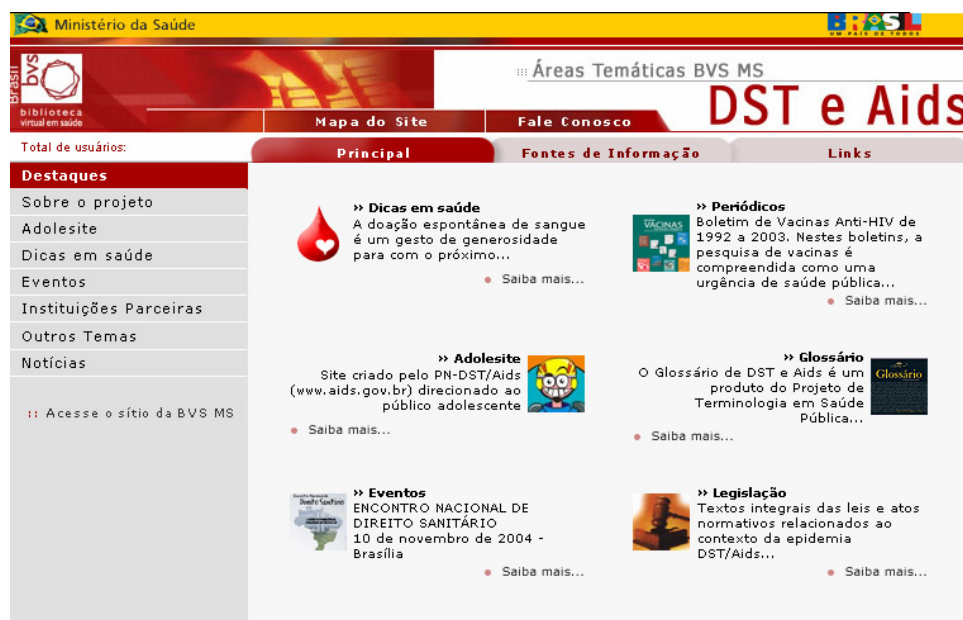 Ministério da Saúde
BRASIL
UM PAÍS DE TODOS
Brasil
bvs
biblioteca
virtual em saúde
Áreas Temáticas BVS MS
DST e Aids
Mapa do Site
Fale Conosco
Total de usuários:
Principal
Fontes de Informação
Links
Destaques
Sobre o projeto
Adolesite
Dicas em saúde
Eventos
Instituições Parceiras
Outros Temas
Notícias
:: Acesse o sítio da BVS MS
›› Dicas em saúde
A doação espontânea de sangue
é um gesto de generosidade
para com o próximo...
Saiba mais...
VACINAS
›› Periódicos
Boletim de Vacinas Anti-HIV de
1992 a 2003. Nestes boletins, a
pesquisa de vacinas é
compreendida como uma
urgência de saúde pública...
Saiba mais...
›› Adolesite
Site criado pelo PN-DST/Aids
(www.aids.gov.br) direcionado ao
público adolescente
Saiba mais...
›› Glossário
O Glossário de DST e Aids é um
produto do Projeto de
Terminologia em Saúde
Pública...
Glossário
Saiba mais...
Direito Sanitário
›› Eventos
ENCONTRO NACIONAL DE
DIREITO SANITÁRIO
10 de novembro de 2004 -
Brasília
Saiba mais...
›› Legislação
Textos integrais das leis e atos
normativos relacionados ao
contexto da epidemia
DST/Aids...
Saiba mais...